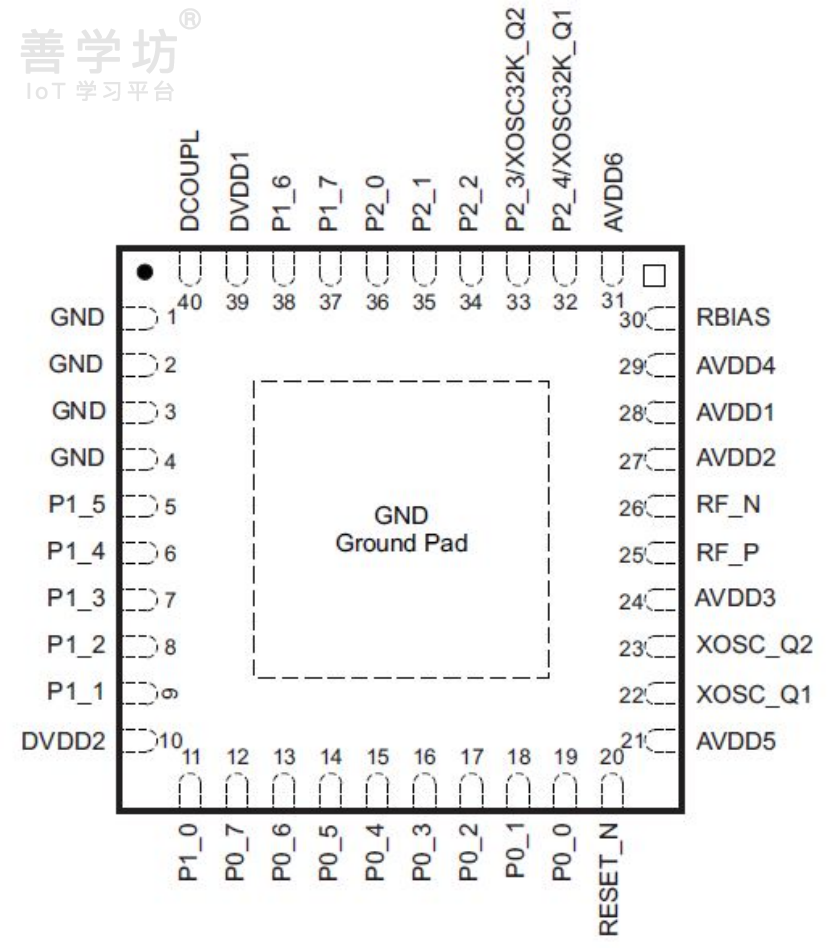 善学坊®
IoT 学习平台
DCOUPL
DVDD1
P1_6
P1_7
P2_0
P2_1
P2_2
P2_3/XOSC32K_Q2
P2_4/XOSC32K_Q1
AVDD6
40 39 38 37 36 35 34 33 32 31
GND 1
GND 2
GND 3
GND 4
P1_5 5
P1_4 6
P1_3 7
P1_2 8
P1_1 9
DVDD2 10
GND
Ground Pad
30 RBIAS
29 AVDD4
28 AVDD1
27 AVDD2
26 RF_N
25 RF_P
24 AVDD3
23 XOSC_Q2
22 XOSC_Q1
21 AVDD5
11 12 13 14 15 16 17 18 19 20
P1_0
P0_7
P0_6
P0_5
P0_4
P0_3
P0_2
P0_1
P0_0
RESET_N